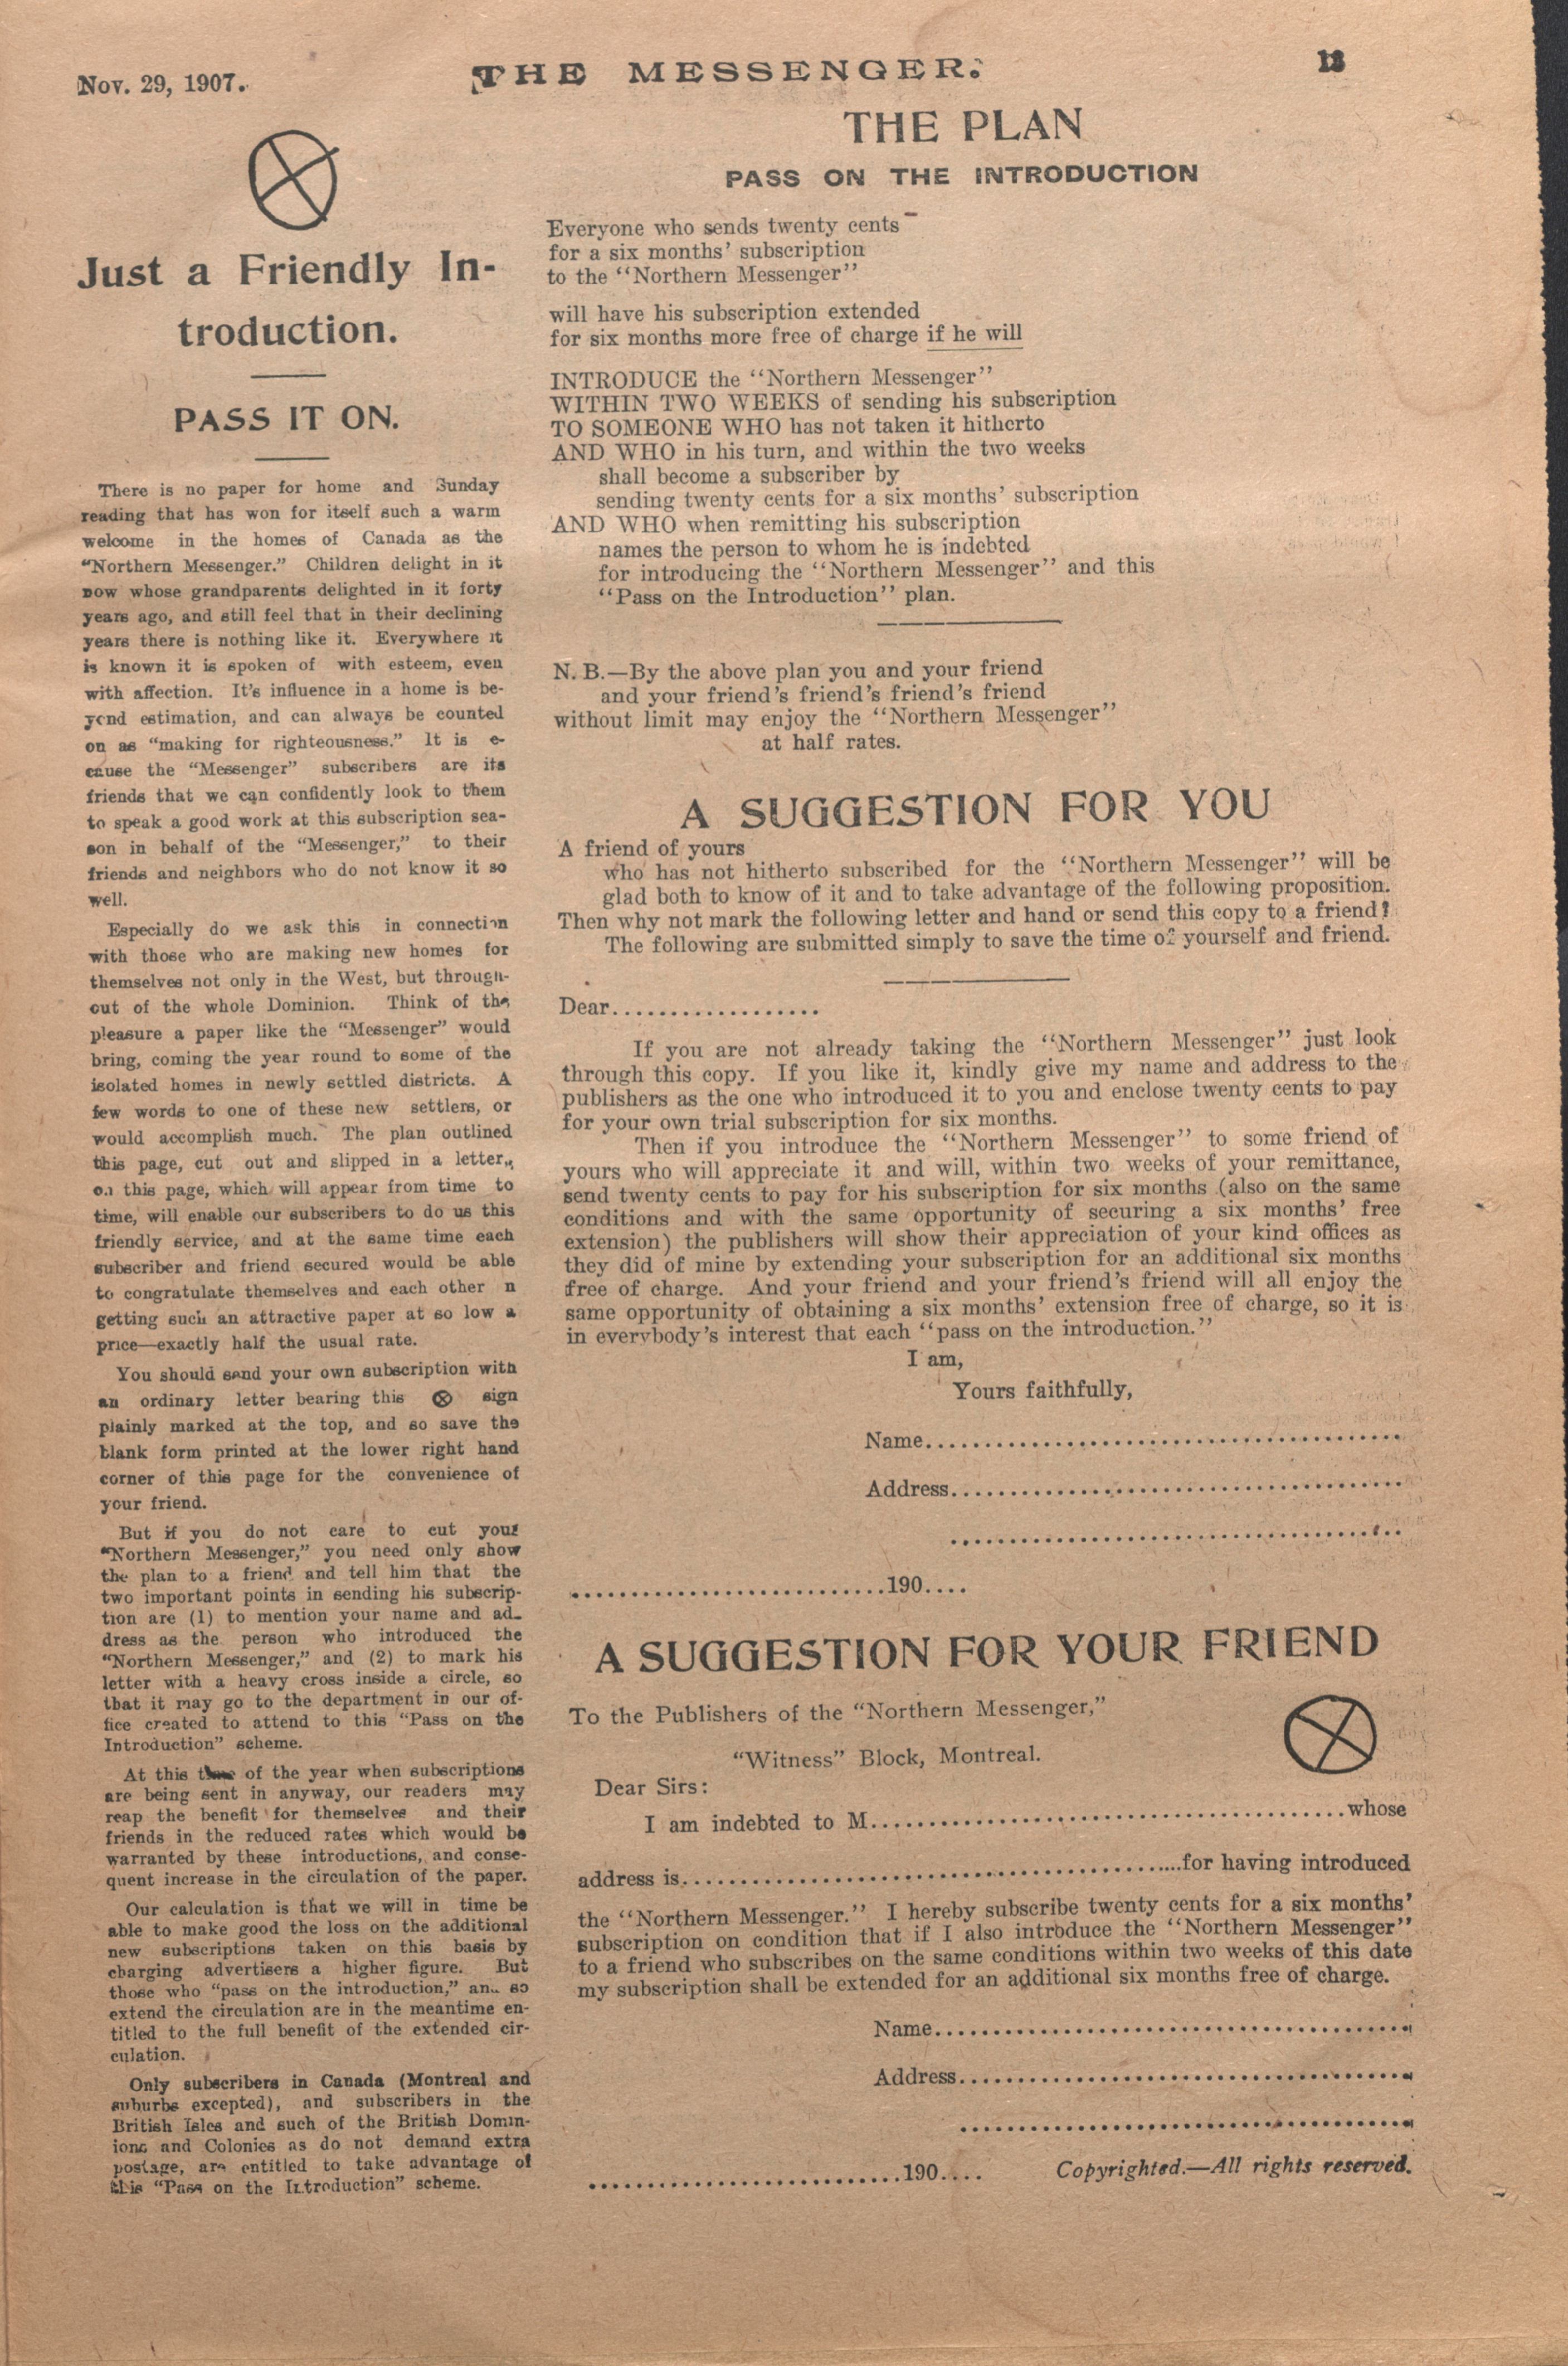 Nov. 29, 1907.
THE MESSENGER.
Just a Friendly In-
troduction.
PASS IT ON.
There is no paper for home and Sunday
reading that has won for itself such a warm
welcome in the homes of Canada as the
"Northern Messenger." Children delight in it
now whose grandparents delighted in it forty
years ago, and still feel that in their declining
years there is nothing like it. Everywhere it
is known it is spoken of with esteem, even
with affection. It's influence in a home is be-
yond estimation, and can always be counted
on as "making for righteousness." It is e-
cause the "Messenger" subscribers are its
friends that we can confidently look to them
to speak a good work at this subscription sea-
son in behalf of the "Messenger," to their
friends and neighbors who do not know it so
well.
Especially do we ask this in connection
with those who are making new homes for
themselves not only in the West, but through-
out of the whole Dominion. Think of the
pleasure a paper like the "Messenger" would
bring, coming the year round to some of the
isolated homes in newly settled districts. A
few words to one of these new settlers, or
would accomplish much. The plan outlined
this page, cut out and slipped in a letter,
on this page, which will appear from time to
time, will enable our subscribers to do us this
friendly service, and at the same time each
subscriber and friend secured would be able
to congratulate themselves and each other n
getting such an attractive paper at so low a
price—exactly half the usual rate.
You should send your own subscription with
an ordinary letter bearing this ⊗ sign
plainly marked at the top, and so save the
blank form printed at the lower right hand
corner of this page for the convenience of
your friend.
But if you do not care to cut your
"Northern Messenger," you need only show
the plan to a friend and tell him that the
two important points in sending his subscrip-
tion are (1) to mention your name and ad-
dress as the person who introduced the
"Northern Messenger," and (2) to mark his
letter with a heavy cross inside a circle, so
that it may go to the department in our of-
fice created to attend to this "Pass on the
Introduction" scheme.
At this time of the year when subscriptions
are being sent in anyway, our readers may
reap the benefit for themselves and their
friends in the reduced rates which would be
warranted by these introductions, and conse-
quent increase in the circulation of the paper.
Our calculation is that we will in time be
able to make good the loss on the additional
new subscriptions taken on this basis by
charging advertisers a higher figure. But
those who "pass on the introduction," an.. so
extend the circulation are in the meantime en-
titled to the full benefit of the extended cir-
culation.
Only subscribers in Canada (Montreal and
suburbs excepted), and subscribers in the
British Isles and such of the British Domin-
ions and Colonies as do not demand extra
postage, are entitled to take advantage of
this "Pass on the Introduction" scheme.
THE PLAN
PASS ON THE INTRODUCTION
Everyone who sends twenty cents
for a six months' subscription
to the "Northern Messenger"
will have his subscription extended
for six months more free of charge if he will
INTRODUCE the "Northern Messenger"
WITHIN TWO WEEKS of sending his subscription
TO SOMEONE WHO has not taken it hitherto
AND WHO in his turn, and within the two weeks
shall become a subscriber by
sending twenty cents for a six months' subscription
AND WHO when remitting his subscription
names the person to whom he is indebted
for introducing the "Northern Messenger" and this
"Pass on the Introduction" plan.
N. B.—By the above plan you and your friend
and your friend's friend's friend's friend
without limit may enjoy the "Northern Messenger"
at half rates.
A SUGGESTION FOR YOU
A friend of yours
who has not hitherto subscribed for the "Northern Messenger" will be
glad both to know of it and to take advantage of the following proposition.
Then why not mark the following letter and hand or send this copy to a friend?
The following are submitted simply to save the time of yourself and friend.
Dear..................
If you are not already taking the "Northern Messenger" just look
through this copy. If you like it, kindly give my name and address to the
publishers as the one who introduced it to you and enclose twenty cents to pay
for your own trial subscription for six months.
Then if you introduce the "Northern Messenger" to some friend of
yours who will appreciate it and will, within two weeks of your remittance,
send twenty cents to pay for his subscription for six months (also on the same
conditions and with the same opportunity of securing a six months' free
extension) the publishers will show their appreciation of your kind offices as
they did of mine by extending your subscription for an additional six months
free of charge. And your friend and your friend's friend will all enjoy the
same opportunity of obtaining a six months' extension free of charge, so it is
in everybody's interest that each "pass on the introduction."
I am,
Yours faithfully,
Name........................................
Address......................................
......................................
............................190....
A SUGGESTION FOR YOUR FRIEND
To the Publishers of the "Northern Messenger,"
"Witness" Block, Montreal.
Dear Sirs:
I am indebted to M..........................................whose
address is............................................for having introduced
the "Northern Messenger." I hereby subscribe twenty cents for a six months'
subscription on condition that if I also introduce the "Northern Messenger"
to a friend who subscribes on the same conditions within two weeks of this date
my subscription shall be extended for an additional six months free of charge.
Name........................................
Address......................................
......................................
............................190....
Copyrighted.—All rights reserved.